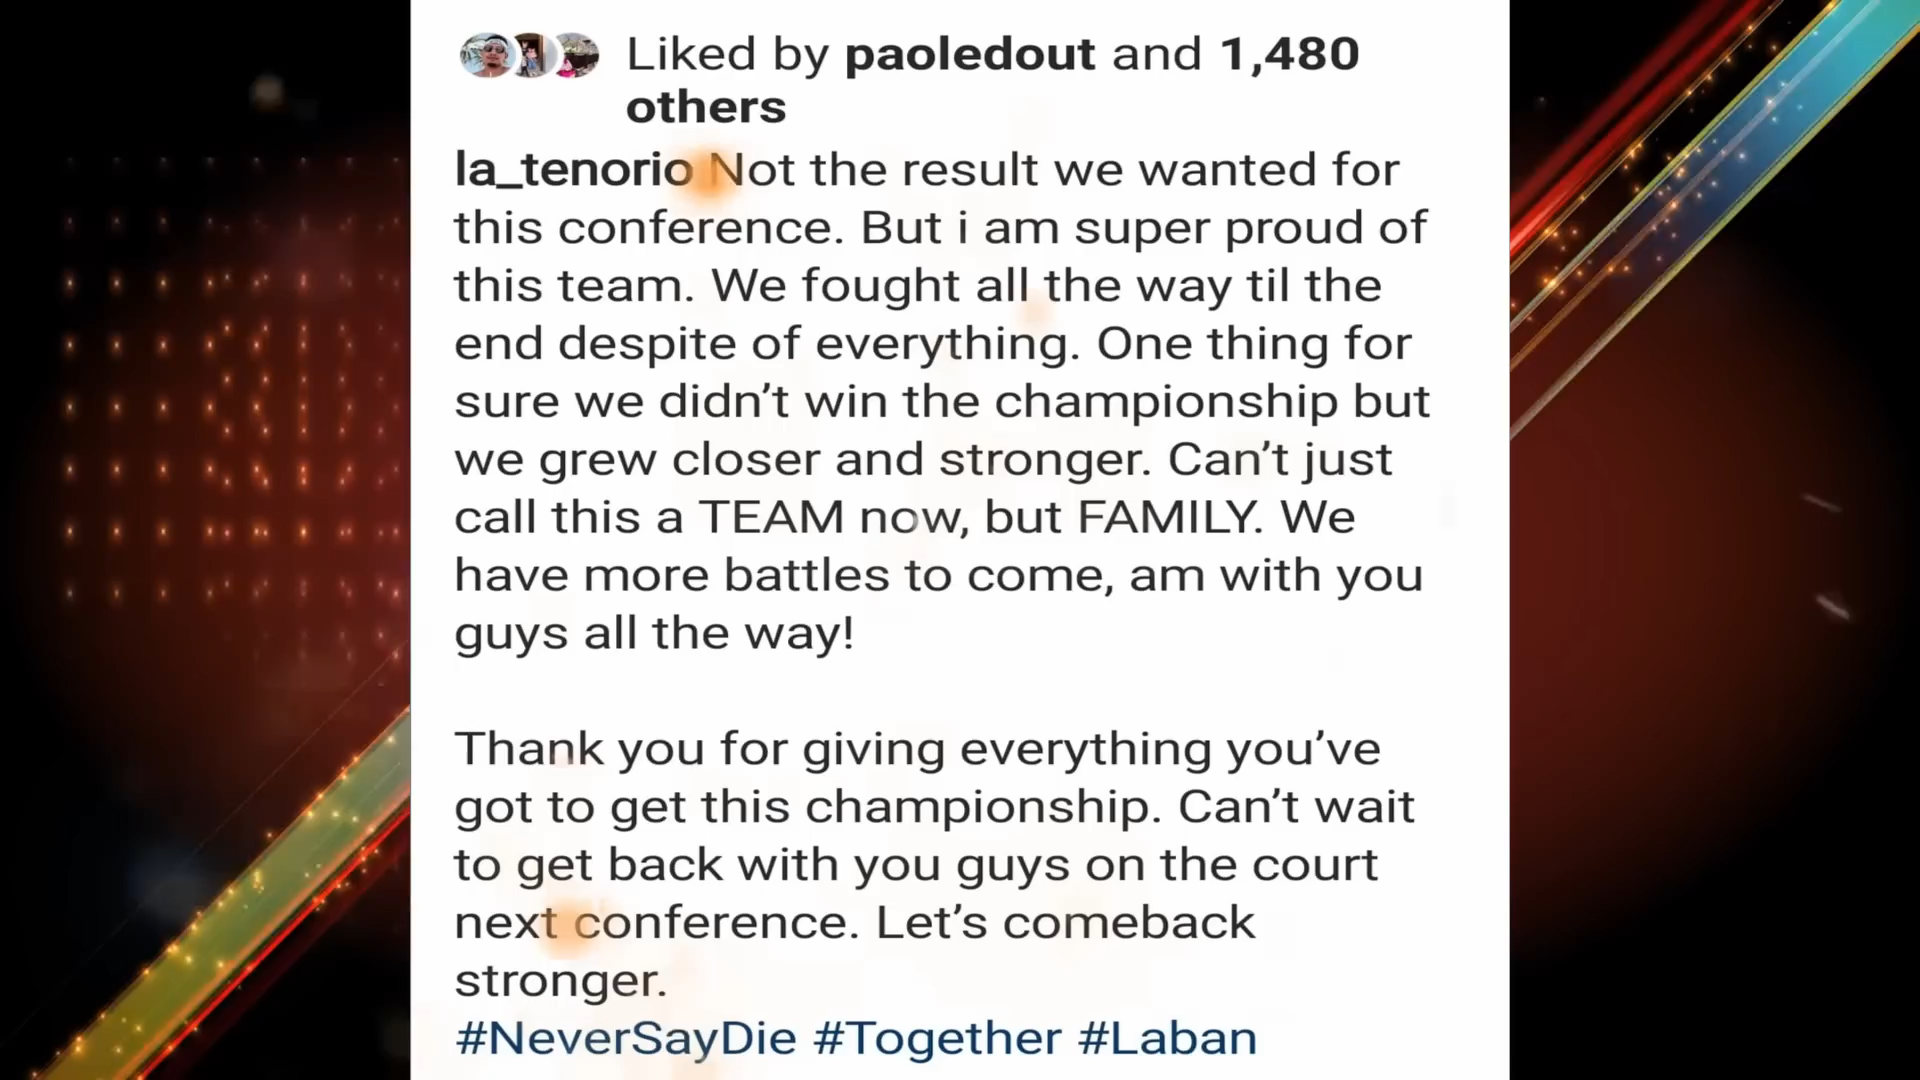 Liked by paoledout and 1,480
others
la_tenorio Not the result we wanted for
this conference. But i am super proud of
this team. We fought all the way til the
end despite of everything. One thing for
sure we didn’t win the championship but
we grew closer and stronger. Can’t just
call this a TEAM now, but FAMILY. We
have more battles to come, am with you
guys all the way!
Thank you for giving everything you’ve
got to get this championship. Can’t wait
to get back with you guys on the court
next conference. Let’s comeback
stronger.
#NeverSayDie #Together #Laban